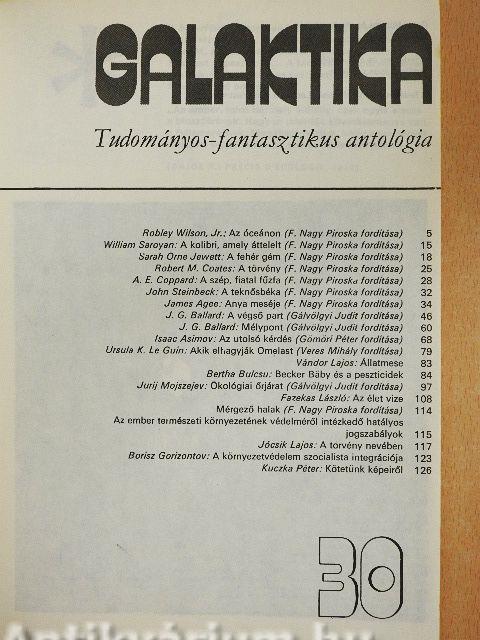 GALAKTIKA
Tudományos-fantasztikus antológia
Robley Wilson, Jr.: Az óceánon (F. Nagy Piroska fordítása) 5
William Saroyan: A kolibri, amely áttelelt (F. Nagy Piroska fordítása) 15
Sarah Orne Jewett: A fehér gém (F. Nagy Piroska fordítása) 18
Robert M. Coates: A törvény (F. Nagy Piroska fordítása) 25
A. E. Coppard: A szép, fiatal fűzfa (F. Nagy Piroska fordítása) 28
John Steinbeck: A teknősbéka (F. Nagy Piroska fordítása) 32
James Agee: Anya meséje (F. Nagy Piroska fordítása) 34
J. G. Ballard: A végső part (Gálvölgyi Judit fordítása) 46
J. G. Ballard: Mélypont (Gálvölgyi Judit fordítása) 60
Isaac Asimov: Az utolsó kérdés (Gömöri Péter fordítása) 68
Ursula K. Le Guin: Akik elhagyják Omelast (Veres Mihály fordítása) 79
Vándor Lajos: Állatmese 83
Bertha Bulcsu: Becker Báby és a peszticidek 84
Jurij Mojszejev: Ökológiai őrjárat (Gálvölgyi Judit fordítása) 97
Fazekas László: Az élet vize 108
Mérgező halak (F. Nagy Piroska fordítása) 114
Az ember természeti környezetének védelméről intézkedő hatályos
jogszabályok 115
Jócsik Lajos: A törvény nevében 117
Borisz Gorizontov: A környezetvédelem szocialista integrációja 123
Kuczka Péter: Kötetünk képeiről 126
30
Antikvárium.hu